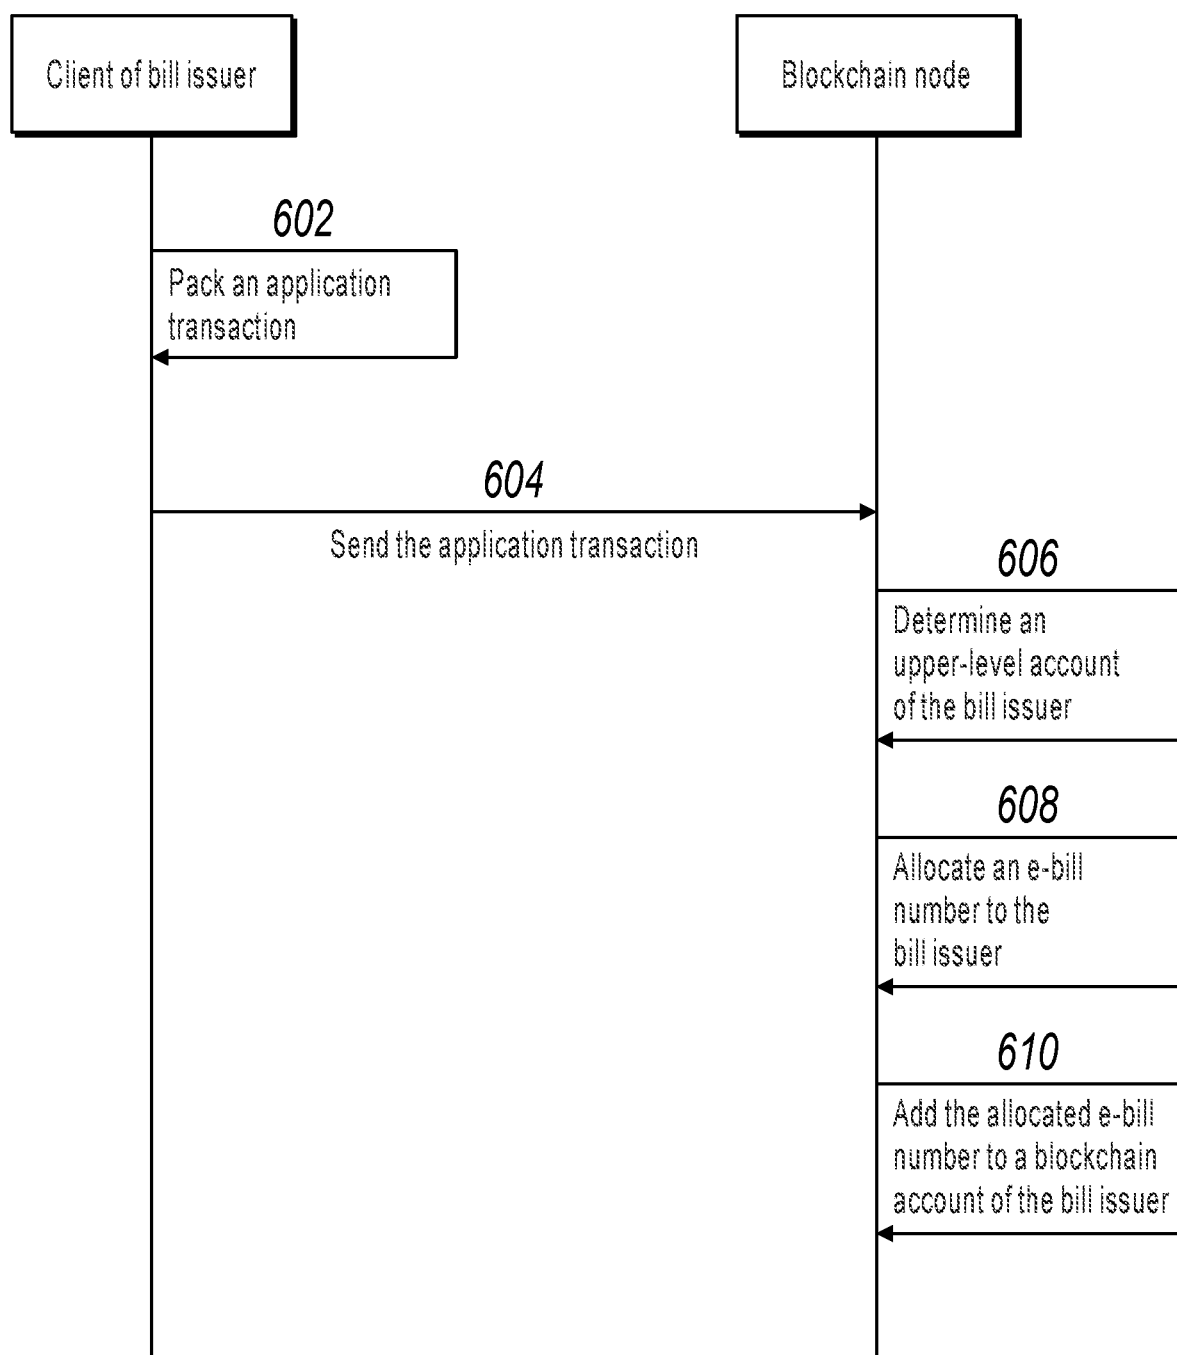 Client of bill issuer
Blockchain node
602
Pack an application
transaction
604
Send the application transaction
606
Determine an
upper-level account
of the bill issuer
608
Allocate an e-bill
number to the
bill issuer
610
Add the allocated e-bill
number to a blockchain
account of the bill issuer